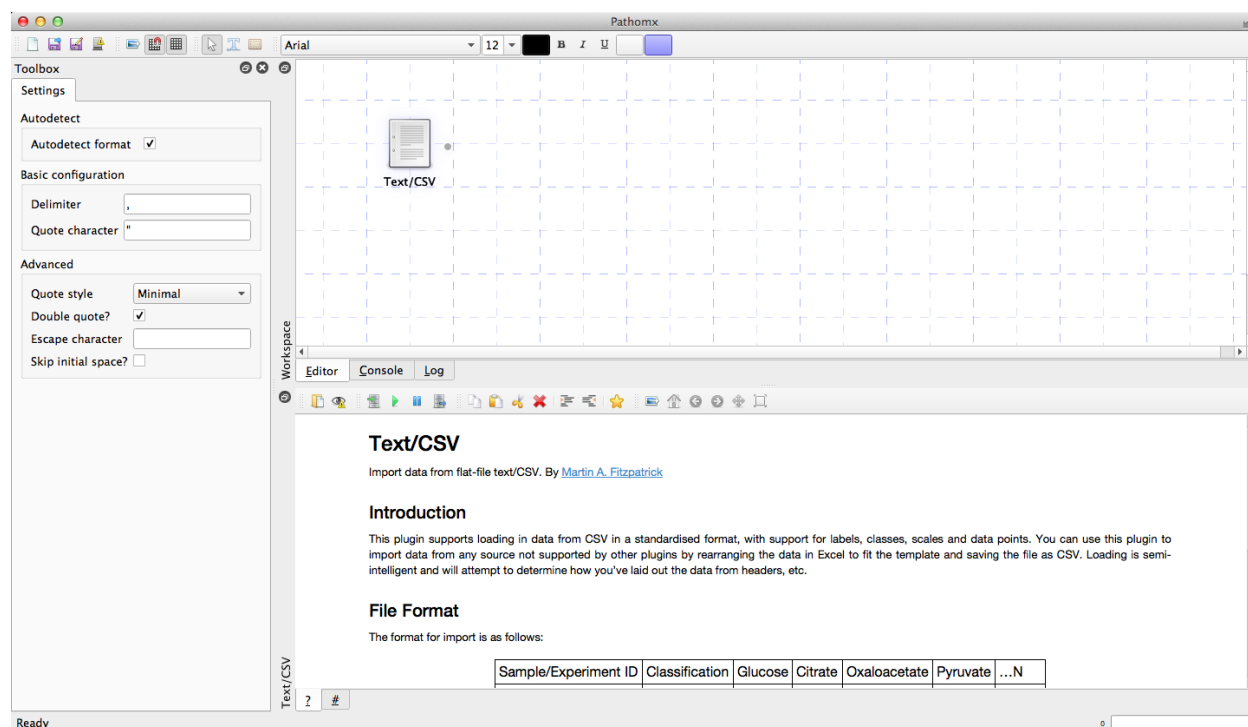 Pathomx
Arial
12
B I U
Toolbox
Settings
Autodetect
Autodetect format
Basic configuration
Delimiter ,
Quote character "
Advanced
Quote style Minimal
Double quote?
Escape character
Skip initial space?
Workspace
Text/CSV
Editor Console Log
Text/CSV
Import data from flat-file text/CSV. By Martin A. Fitzpatrick
Introduction
This plugin supports loading in data from CSV in a standardised format, with support for labels, classes, scales and data points. You can use this plugin to
import data from any source not supported by other plugins by rearranging the data in Excel to fit the template and saving the file as CSV. Loading is semi-
intelligent and will attempt to determine how you've laid out the data from headers, etc.
File Format
The format for import is as follows:
Sample/Experiment ID Classification Glucose Citrate Oxaloacetate Pyruvate ...N
Text/CSV
? #
Ready
0